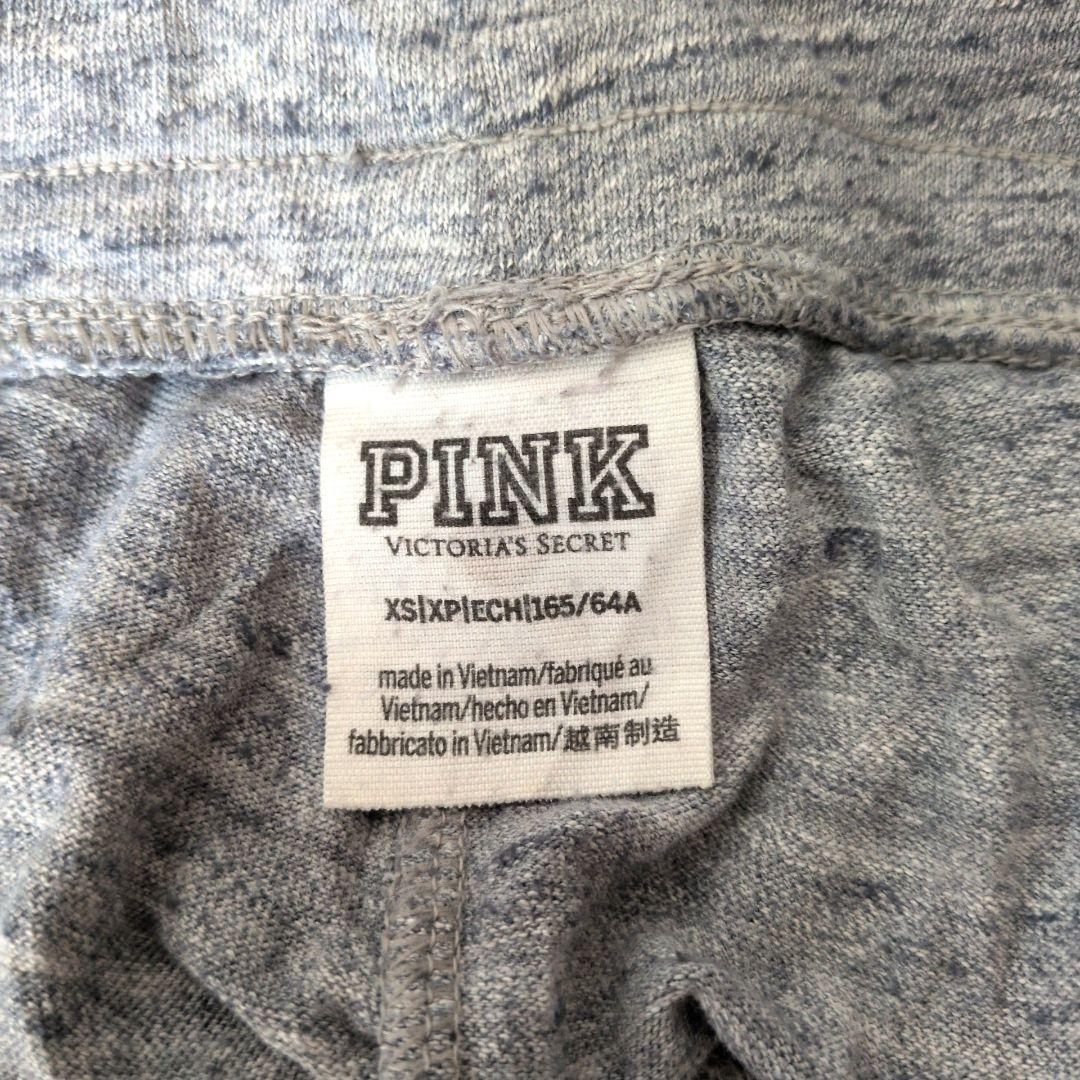 PINK
VICTORIA'S SECRET
XS|XP|ECH|165/64A
made in Vietnam/fabriqué au
Vietnam/hecho en Vietnam/
fabbricato in Vietnam/越南制造